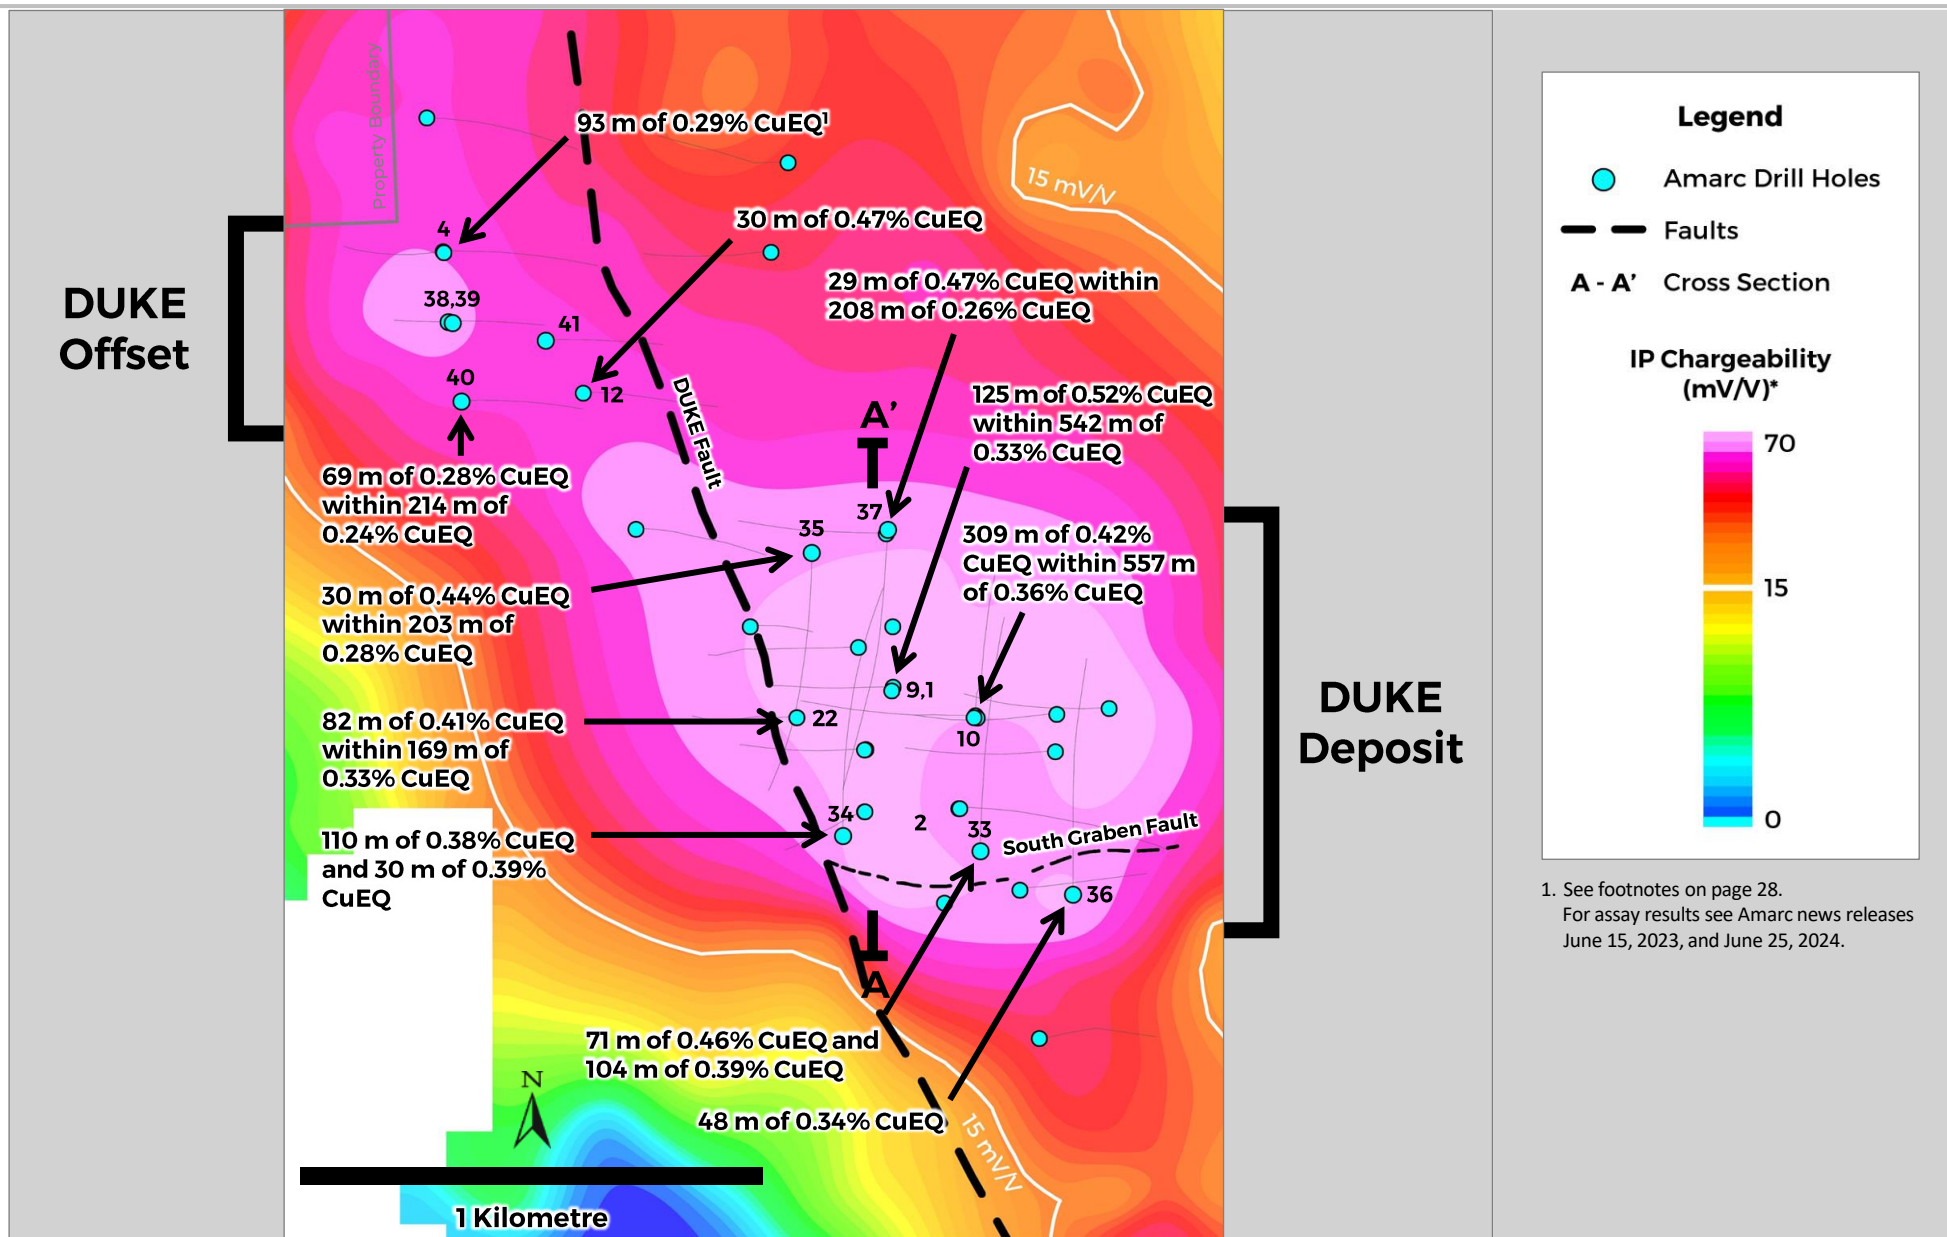 Property Boundary
93 m of 0.29% CuEQ¹
15 mV/V
30 m of 0.47% CuEQ
4
29 m of 0.47% CuEQ within
208 m of 0.26% CuEQ
38,39
41
DUKE
Offset
40
12
DUKE Fault
A’
125 m of 0.52% CuEQ
within 542 m of
0.33% CuEQ
69 m of 0.28% CuEQ
within 214 m of
0.24% CuEQ
37
35
309 m of 0.42%
CuEQ within 557 m
of 0.36% CuEQ
30 m of 0.44% CuEQ
within 203 m of
0.28% CuEQ
9,1
22
10
82 m of 0.41% CuEQ
within 169 m of
0.33% CuEQ
DUKE
Deposit
34
2
33
South Graben Fault
110 m of 0.38% CuEQ
and 30 m of 0.39%
CuEQ
36
A
71 m of 0.46% CuEQ and
104 m of 0.39% CuEQ
48 m of 0.34% CuEQ
15 mV/V
N
1 Kilometre
Legend
Amarc Drill Holes
Faults
A - A’ Cross Section
IP Chargeability
(mV/V)*
70
15
0
1. See footnotes on page 28.
For assay results see Amarc news releases
June 15, 2023, and June 25, 2024.